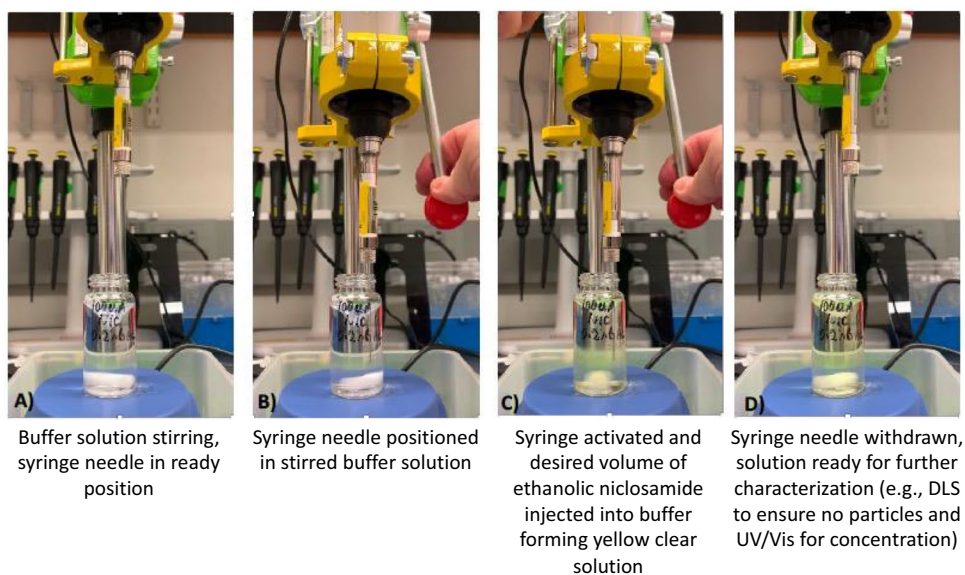 A)
Buffer solution stirring,
syringe needle in ready
position
B)
Syringe needle positioned
in stirred buffer solution
C)
Syringe activated and
desired volume of
ethanolic niclosamide
injected into buffer
forming yellow clear
solution
D)
Syringe needle withdrawn,
solution ready for further
characterization (e.g., DLS
to ensure no particles and
UV/Vis for concentration)